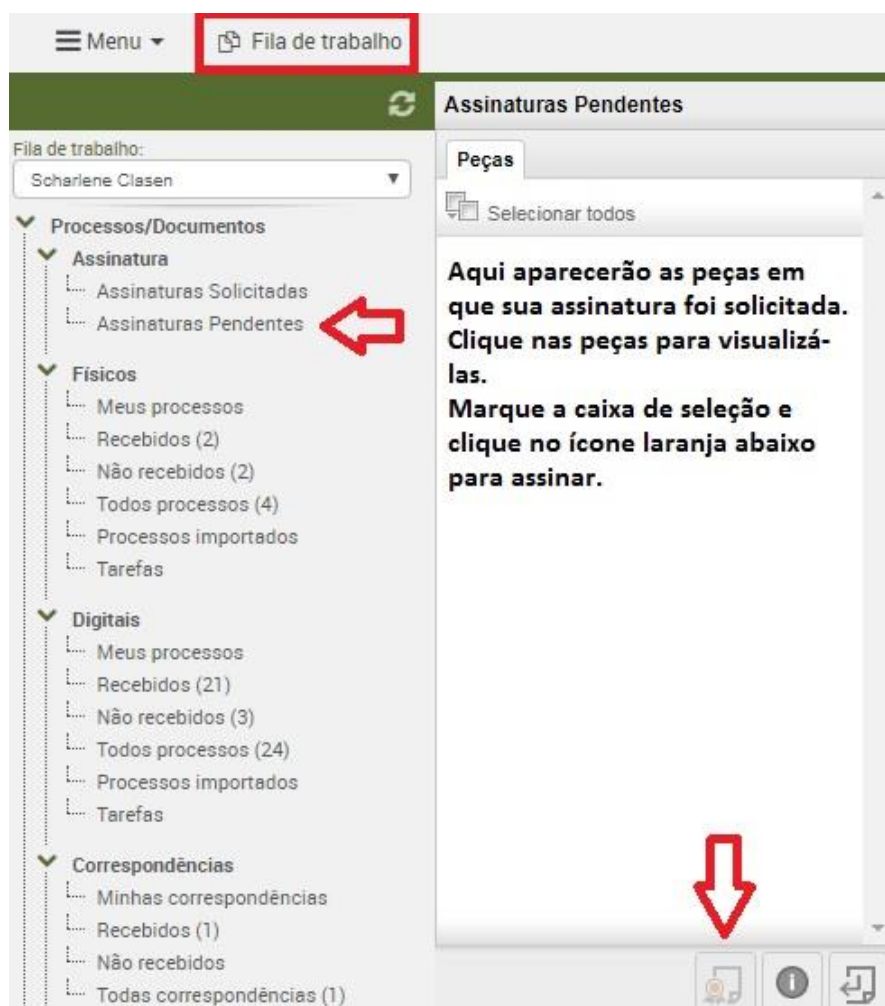 Menu
Fila de trabalho
Assinaturas Pendentes
Fila de trabalho:
Scharlene Clasen
Processos/Documentos
Assinatura
Assinaturas Solicitadas
Assinaturas Pendentes
Físicos
Meus processos
Recebidos (2)
Não recebidos (2)
Todos processos (4)
Processos importados
Tarefas
Digitais
Meus processos
Recebidos (21)
Não recebidos (3)
Todos processos (24)
Processos importados
Tarefas
Correspondências
Minhas correspondências
Recebidos (1)
Não recebidos
Todas correspondências (1)
Peças
Selecionar todos
Aqui aparecerão as peças em
que sua assinatura foi solicitada.
Clique nas peças para visualizá-
las.
Marque a caixa de seleção e
clique no ícone laranja abaixo
para assinar.